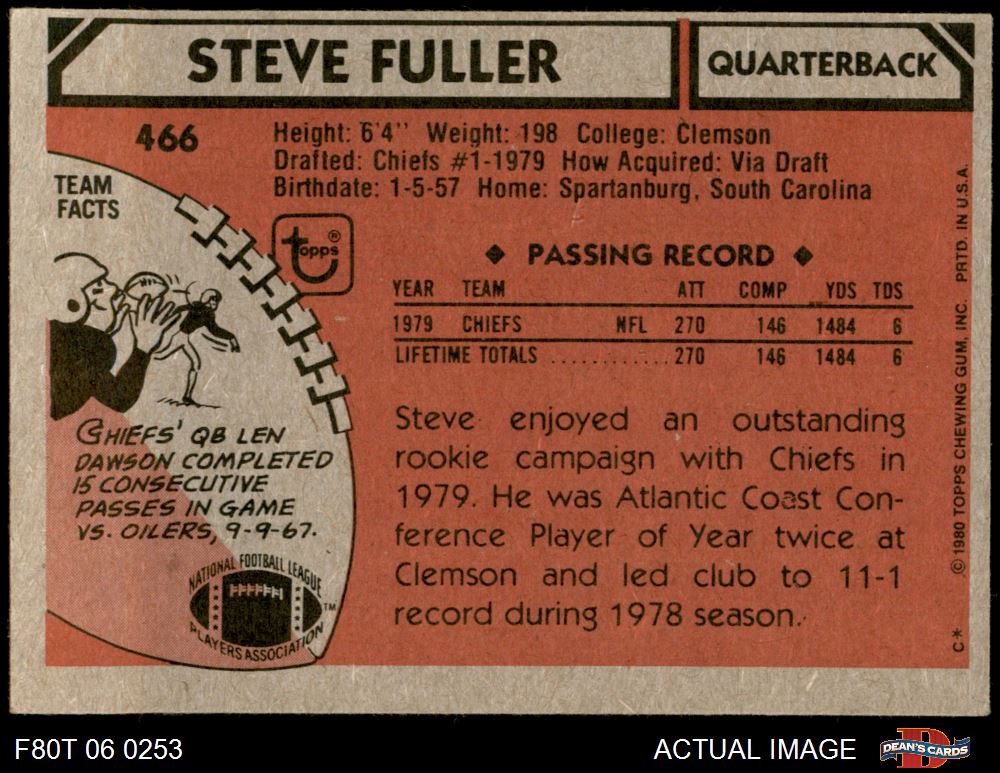 STEVE FULLER
QUARTERBACK
466
Height: 6'4" Weight: 198 College: Clemson
Drafted: Chiefs #1-1979 How Acquired: Via Draft
Birthdate: 1-5-57 Home: Spartanburg, South Carolina
TEAM
FACTS
topps®
◆ PASSING RECORD ◆
YEAR TEAM ATT COMP YDS TDS
1979 CHIEFS NFL 270 146 1484 6
LIFETIME TOTALS ............ 270 146 1484 6
CHIEFS' QB LEN
DAWSON COMPLETED
15 CONSECUTIVE
PASSES IN GAME
VS. OILERS, 9-9-67.
NATIONAL FOOTBALL LEAGUE
PLAYERS ASSOCIATION
TM
Steve enjoyed an outstanding
rookie campaign with Chiefs in
1979. He was Atlantic Coast Con-
ference Player of Year twice at
Clemson and led club to 11-1
record during 1978 season.
C* © 1980 TOPPS CHEWING GUM, INC. PRTD. IN U.S.A.
F80T 06 0253
ACTUAL IMAGE
DEAN'S CARDS